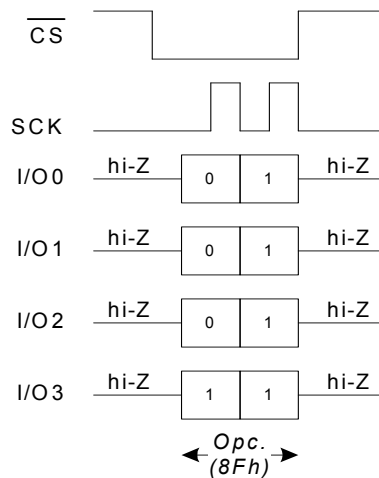 CS
SCK
hi-Z hi-Z
I/O0 0 1
hi-Z hi-Z
I/O1 0 1
hi-Z hi-Z
I/O2 0 1
hi-Z hi-Z
I/O3 1 1
Opc.
(8Fh)